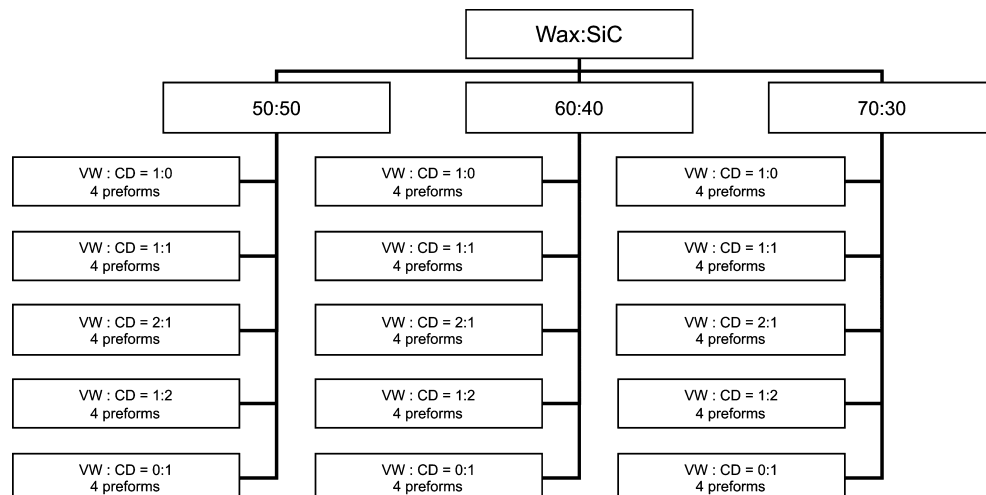 Wax:SiC
50:50
60:40
70:30
VW : CD = 1:0
4 preforms
VW : CD = 1:1
4 preforms
VW : CD = 2:1
4 preforms
VW : CD = 1:2
4 preforms
VW : CD = 0:1
4 preforms
VW : CD = 1:0
4 preforms
VW : CD = 1:1
4 preforms
VW : CD = 2:1
4 preforms
VW : CD = 1:2
4 preforms
VW : CD = 0:1
4 preforms
VW : CD = 1:0
4 preforms
VW : CD = 1:1
4 preforms
VW : CD = 2:1
4 preforms
VW : CD = 1:2
4 preforms
VW : CD = 0:1
4 preforms